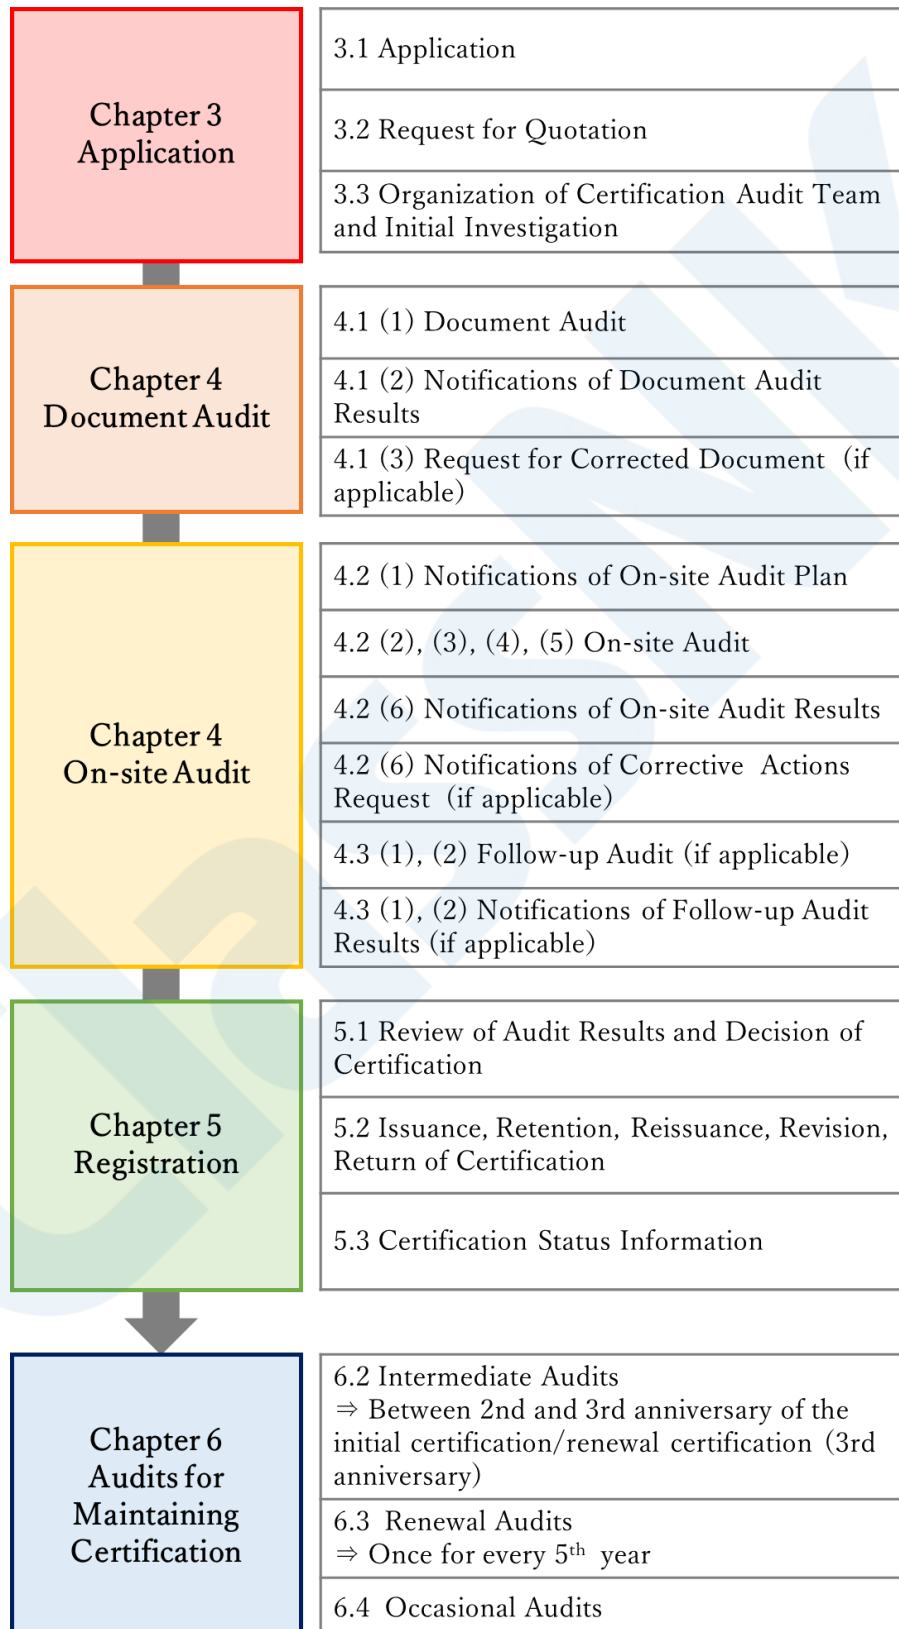 Chapter 3
Application
3.1 Application
3.2 Request for Quotation
3.3 Organization of Certification Audit Team
and Initial Investigation
Chapter 4
Document Audit
4.1 (1) Document Audit
4.1 (2) Notifications of Document Audit
Results
4.1 (3) Request for Corrected Document (if
applicable)
Chapter 4
On-site Audit
4.2 (1) Notifications of On-site Audit Plan
4.2 (2), (3), (4), (5) On-site Audit
4.2 (6) Notifications of On-site Audit Results
4.2 (6) Notifications of Corrective Actions
Request (if applicable)
4.3 (1), (2) Follow-up Audit (if applicable)
4.3 (1), (2) Notifications of Follow-up Audit
Results (if applicable)
Chapter 5
Registration
5.1 Review of Audit Results and Decision of
Certification
5.2 Issuance, Retention, Reissuance, Revision,
Return of Certification
5.3 Certification Status Information
Chapter 6
Audits for
Maintaining
Certification
6.2 Intermediate Audits
⇒ Between 2nd and 3rd anniversary of the
initial certification/renewal certification (3rd
anniversary)
6.3 Renewal Audits
⇒ Once for every 5th year
6.4 Occasional Audits
ClassNK